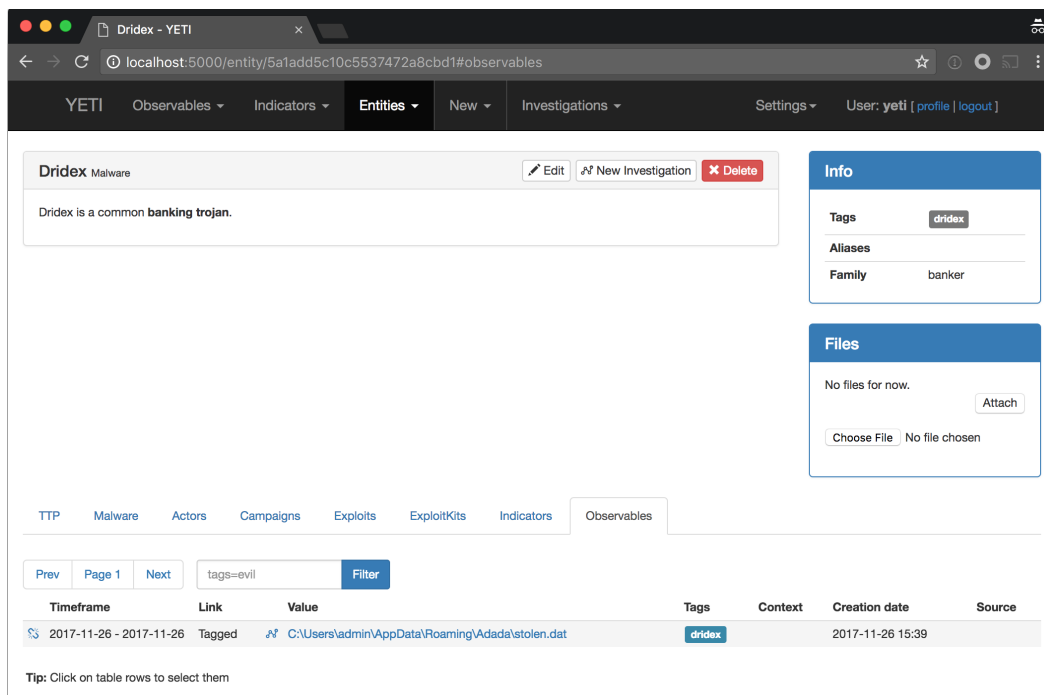 Dridex - YETI
localhost:5000/entity/5a1add5c10c5537472a8cbd1#observables
YETI Observables Indicators Entities New Investigations Settings User: yeti [ profile | logout ]
Dridex Malware Edit New Investigation Delete
Dridex is a common banking trojan.
Info
Tags dridex
Aliases
Family banker
Files
No files for now.
Attach
Choose File No file chosen
TTP Malware Actors Campaigns Exploits ExploitKits Indicators Observables
Prev Page 1 Next tags=evil Filter
Timeframe Link Value Tags Context Creation date Source
2017-11-26 - 2017-11-26 Tagged C:\Users\admin\AppData\Roaming\Adada\stolen.dat dridex 2017-11-26 15:39
Tip: Click on table rows to select them